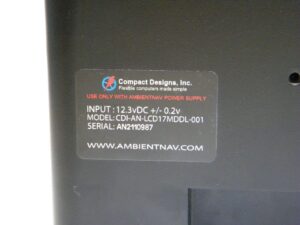 Compact Designs, Inc.
Flexible computers made simple
USE ONLY WITH AMBIENTNAV POWER SUPPLY
INPUT: 12.3vDC +/- 0.2v
MODEL: CDI-AN-LCD17MDDL-001
SERIAL: AN2110987
WWW.AMBIENTNAV.COM